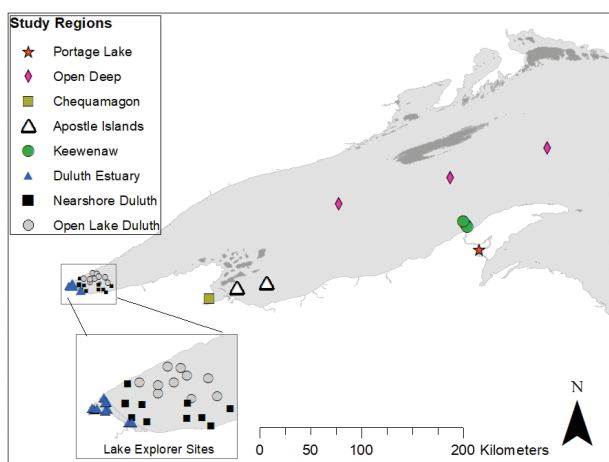 Study Regions
Portage Lake
Open Deep
Chequamagon
Apostle Islands
Keewenaw
Duluth Estuary
Nearshore Duluth
Open Lake Duluth
Lake Explorer Sites
N
0 50 100 200 Kilometers